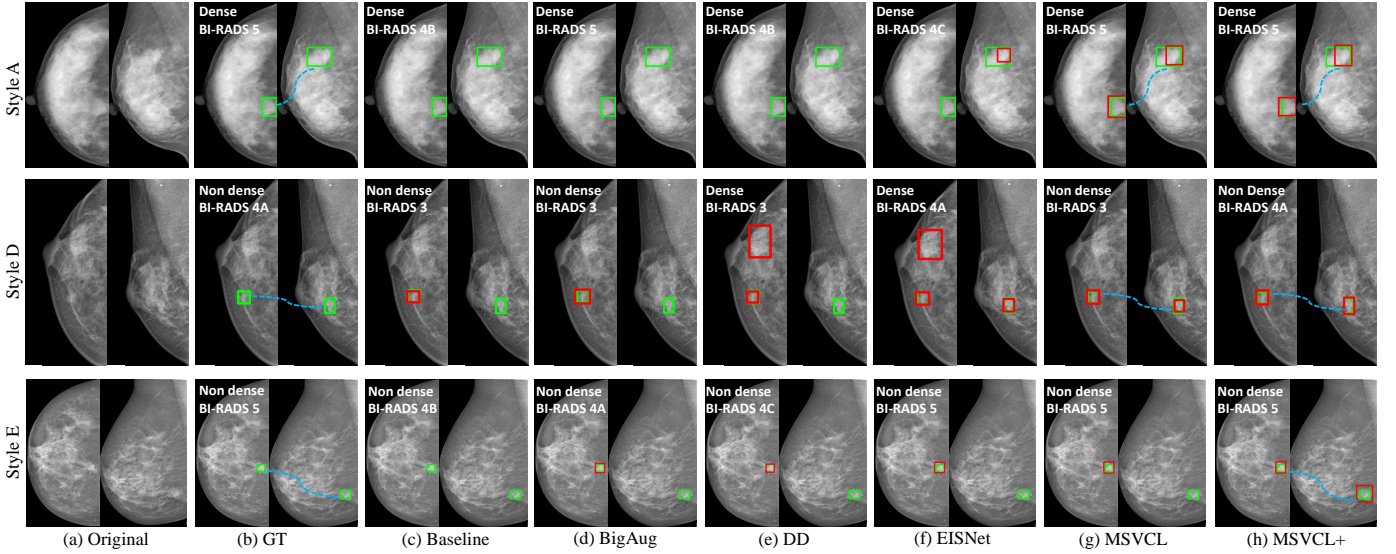 Style A
Dense
BI-RADS 5
Dense
BI-RADS 4B
Dense
BI-RADS 5
Dense
BI-RADS 4B
Dense
BI-RADS 4C
Dense
BI-RADS 5
Dense
BI-RADS 5
Style D
Non dense
BI-RADS 4A
Non dense
BI-RADS 3
Non dense
BI-RADS 3
Dense
BI-RADS 3
Dense
BI-RADS 4A
Non dense
BI-RADS 3
Non Dense
BI-RADS 4A
Style E
Non dense
BI-RADS 5
Non dense
BI-RADS 4B
Non dense
BI-RADS 4A
Non dense
BI-RADS 4C
Non dense
BI-RADS 5
Non dense
BI-RADS 5
Non dense
BI-RADS 5
(a) Original
(b) GT
(c) Baseline
(d) BigAug
(e) DD
(f) EISNet
(g) MSVCL
(h) MSVCL+